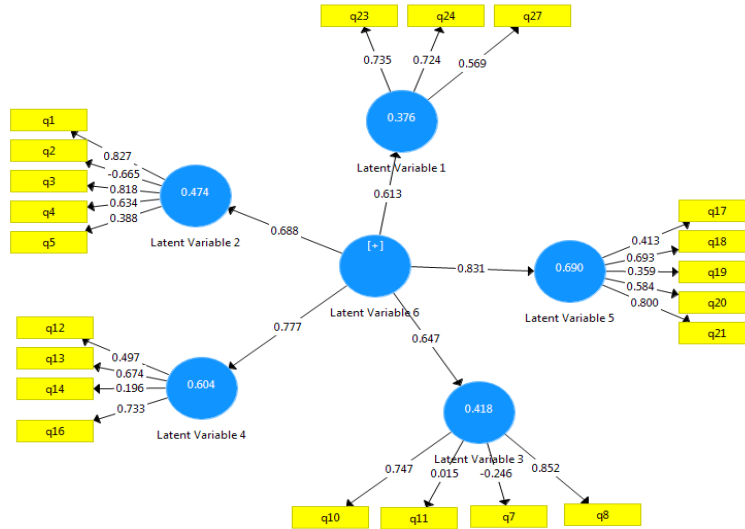 q23
q24
q27
0.735
0.724
0.569
0.376
Latent Variable 1
0.613
q1
q2
q3
q4
q5
0.827
-0.665
0.818
0.634
0.388
0.474
Latent Variable 2
0.688
[+]
Latent Variable 6
0.831
0.690
Latent Variable 5
0.413
0.693
0.359
0.584
0.800
q17
q18
q19
q20
q21
0.777
0.647
q12
q13
q14
q16
0.497
0.674
0.196
0.733
0.604
Latent Variable 4
0.418
Latent Variable 3
0.747
0.015
-0.246
0.852
q10
q11
q7
q8